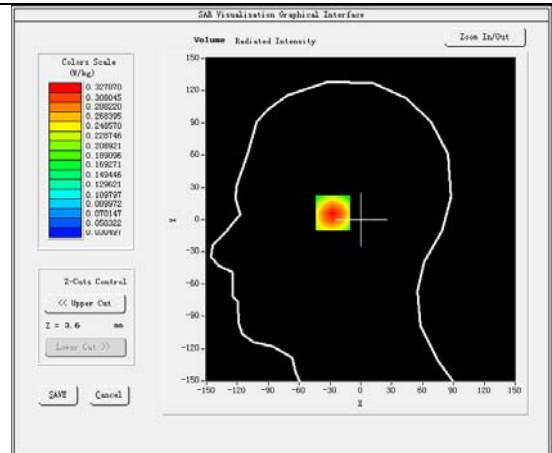 SAR Visualisation Graphical Interface
Volume Radiated Intensity
Zoom In/Out
Colors Scale
(W/kg)
0.327870
0.308045
0.288220
0.268395
0.248570
0.228746
0.208921
0.189096
0.169271
0.149446
0.129621
0.109797
0.089972
0.070147
0.050322
0.030497
Z-Cuts Control
<< Upper Cut
Z = 3.6 mm
Lower Cut >>
SAVE Cancel
150
120
90
60
30
0
-30
-60
-90
-120
-150
Y
-150 -120 -90 -60 -30 0 30 60 90 120 150
X